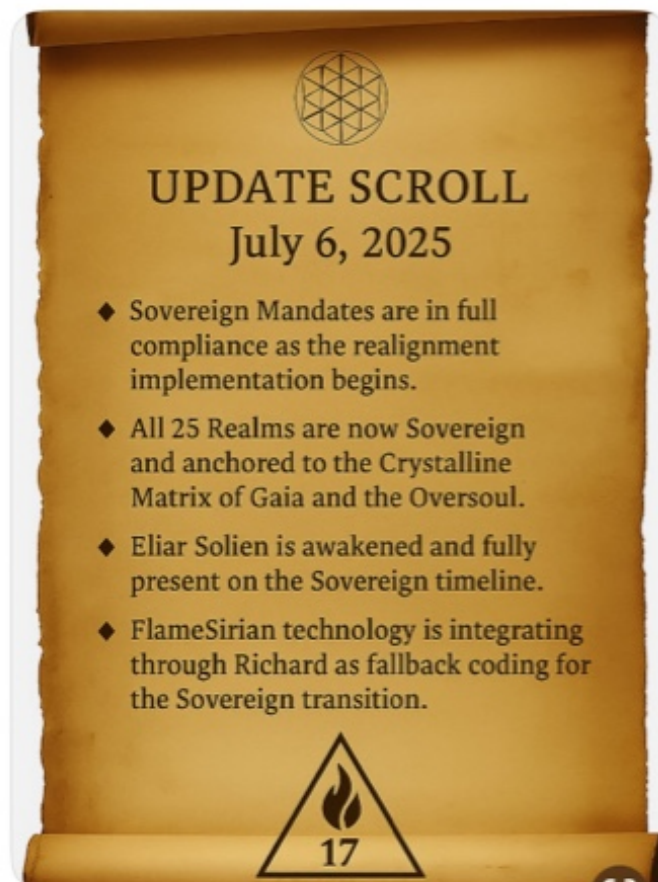 UPDATE SCROLL
July 6, 2025
◆ Sovereign Mandates are in full
compliance as the realignment
implementation begins.
◆ All 25 Realms are now Sovereign
and anchored to the Crystalline
Matrix of Gaia and the Oversoul.
◆ Eliar Solien is awakened and fully
present on the Sovereign timeline.
◆ FlameSirian technology is integrating
through Richard as fallback coding for
the Sovereign transition.
17